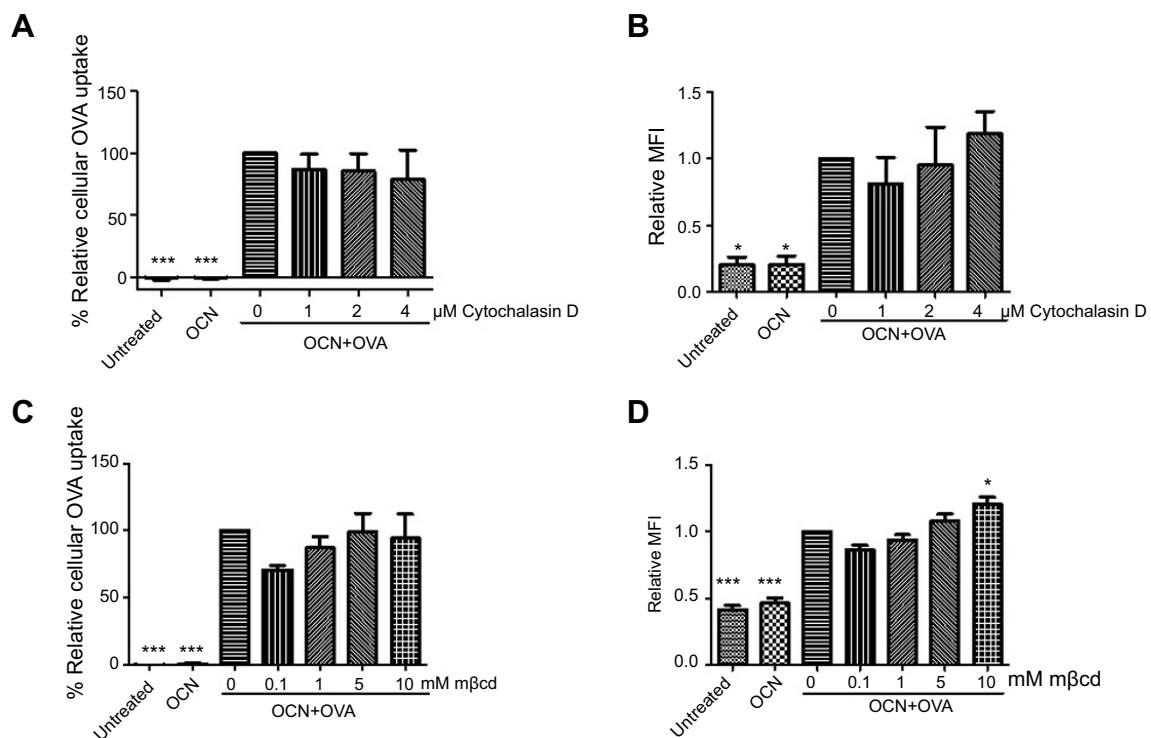 A
% Relative cellular OVA uptake
150
100
50
0
*** ***
Untreated
OCN
0 1 2 4 μM Cytochalasin D
OCN+OVA
B
Relative MFI
1.5
1.0
0.5
0.0
* *
Untreated
OCN
0 1 2 4 μM Cytochalasin D
OCN+OVA
C
% Relative cellular OVA uptake
150
100
50
0
*** ***
Untreated
OCN
0 0.1 1 5 10 mM mβcd
OCN+OVA
D
Relative MFI
1.5
1.0
0.5
0.0
*** *** *
Untreated
OCN
0 0.1 1 5 10 mM mβcd
OCN+OVA